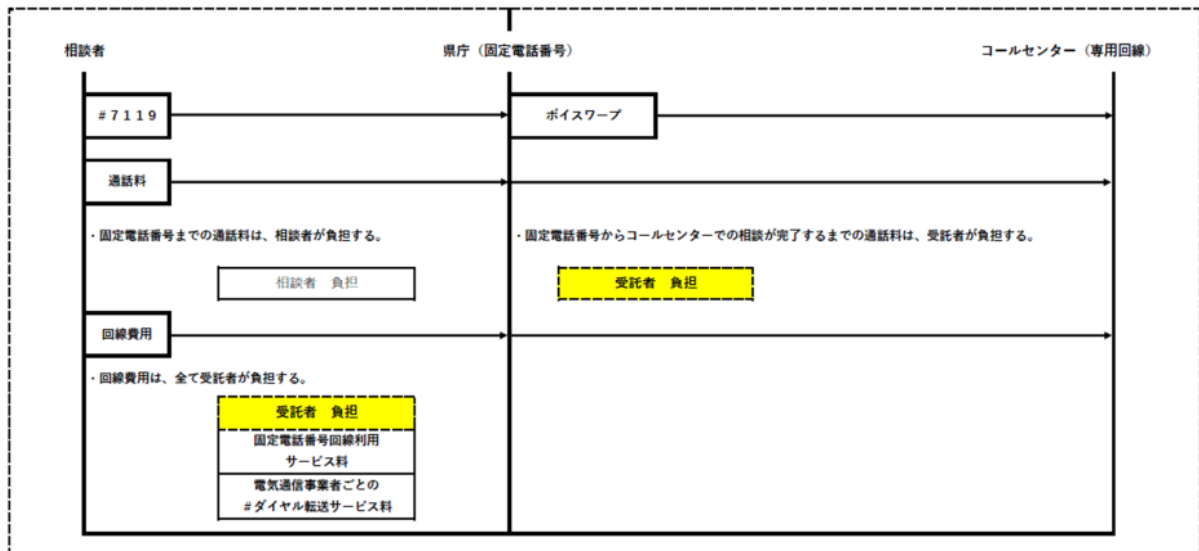 相談者
県庁（固定電話番号）
コールセンター（専用回線）
＃７１１９
ボイスワープ
通話料
・固定電話番号までの通話料は、相談者が負担する。
・固定電話番号からコールセンターでの相談が完了するまでの通話料は、受託者が負担する。
相談者　負担
受託者　負担
回線費用
・回線費用は、全て受託者が負担する。
受託者　負担
固定電話番号回線利用
サービス料
電気通信事業者ごとの
＃ダイヤル転送サービス料